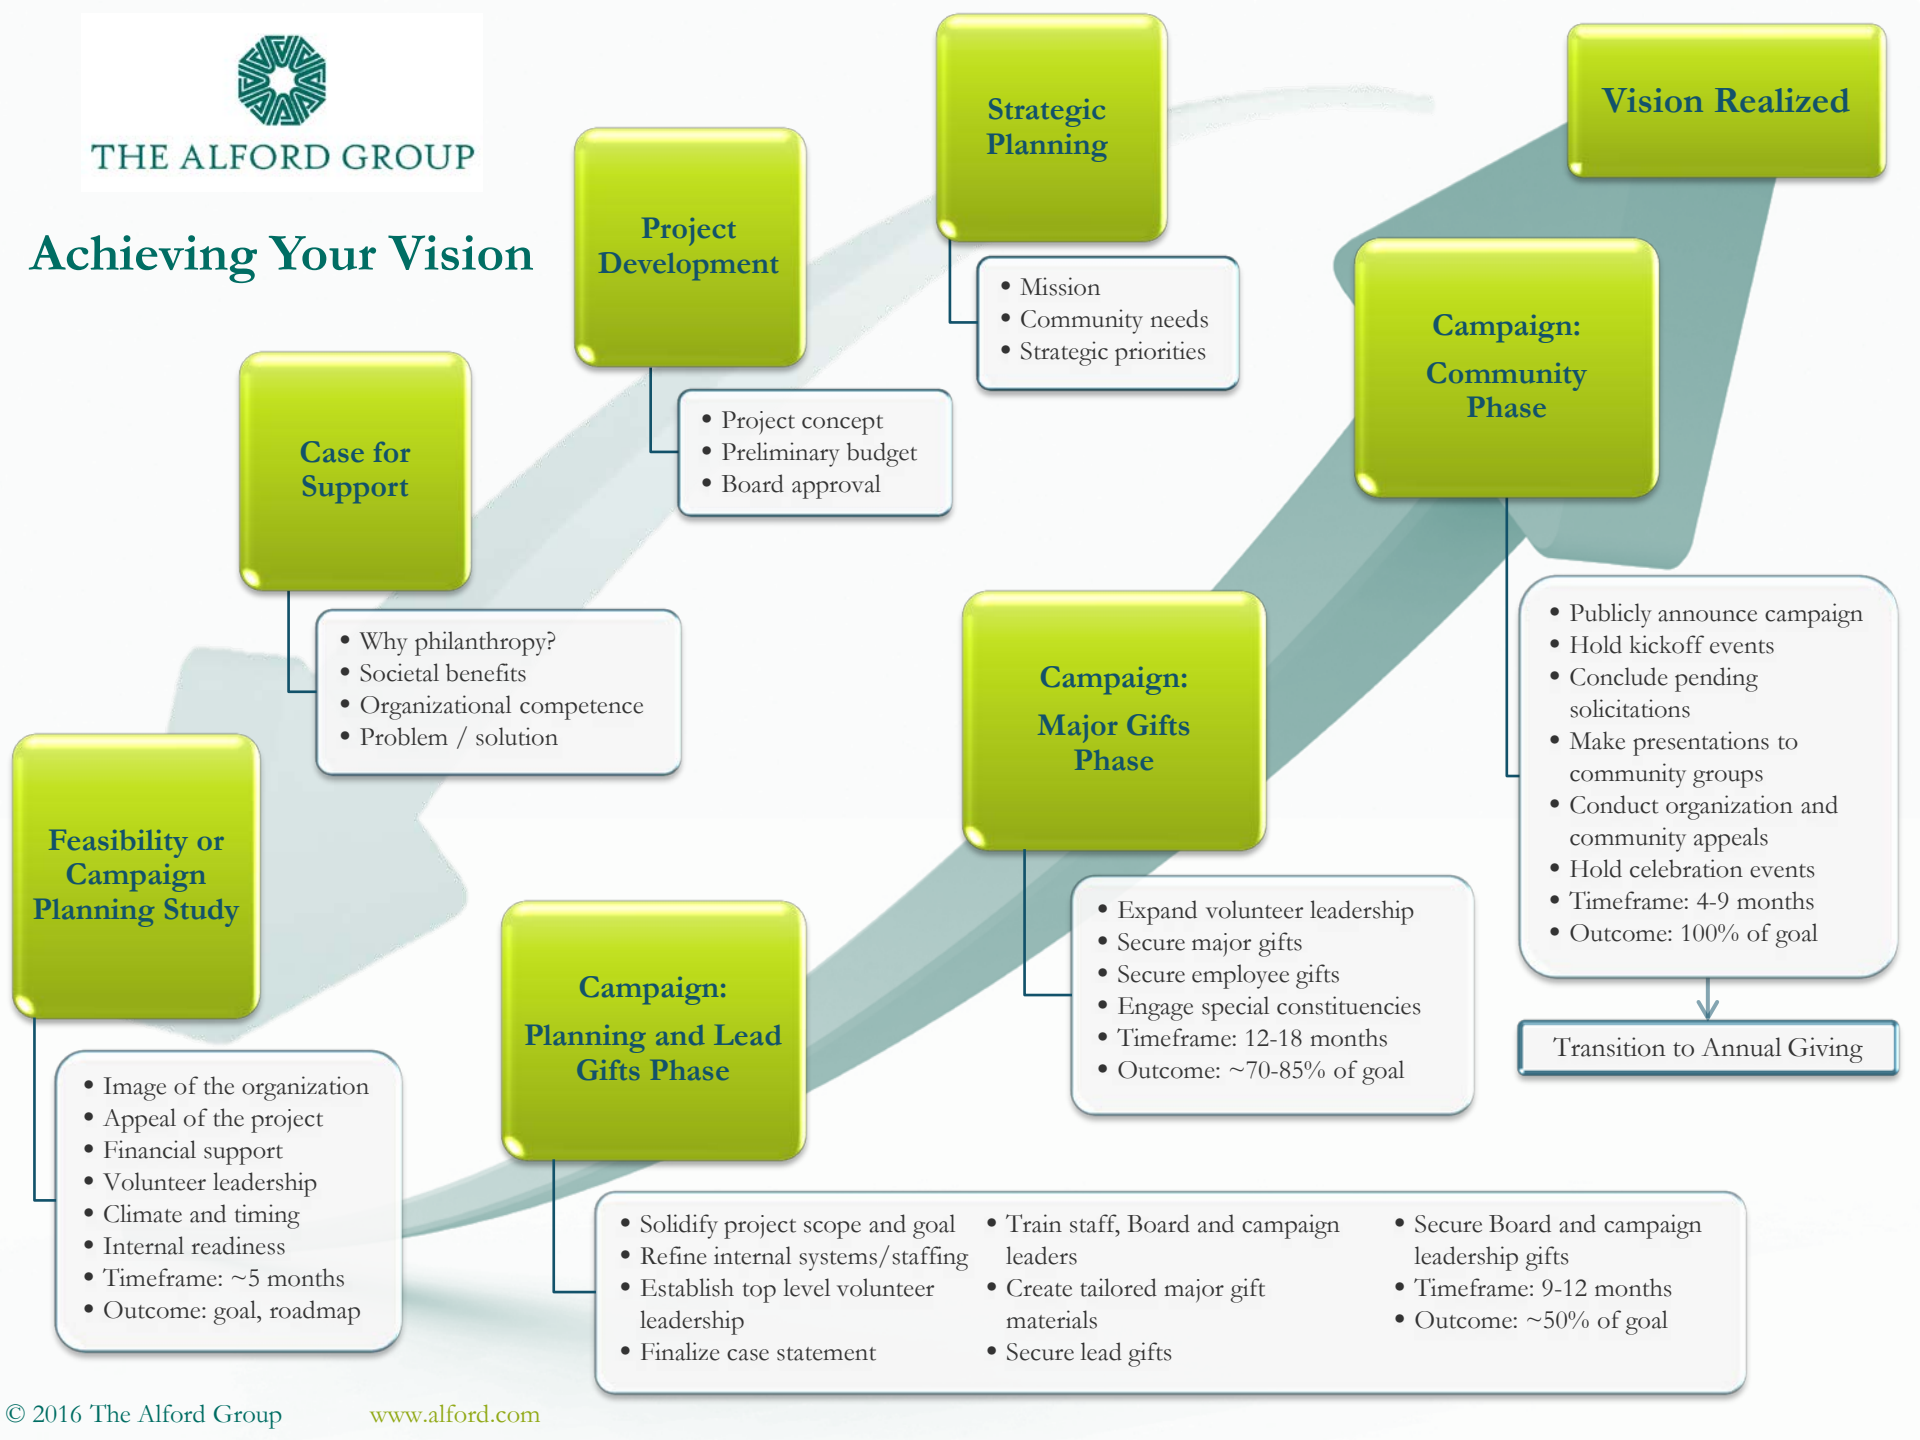 THE ALFORD GROUP
Achieving Your Vision
Strategic
Planning
• Mission
• Community needs
• Strategic priorities
Project
Development
• Project concept
• Preliminary budget
• Board approval
Case for
Support
• Why philanthropy?
• Societal benefits
• Organizational competence
• Problem / solution
Feasibility or
Campaign
Planning Study
• Image of the organization
• Appeal of the project
• Financial support
• Volunteer leadership
• Climate and timing
• Internal readiness
• Timeframe: ~5 months
• Outcome: goal, roadmap
Campaign:
Planning and Lead
Gifts Phase
• Solidify project scope and goal
• Refine internal systems/staffing
• Establish top level volunteer
leadership
• Finalize case statement
• Train staff, Board and campaign
leaders
• Create tailored major gift
materials
• Secure lead gifts
• Secure Board and campaign
leadership gifts
• Timeframe: 9-12 months
• Outcome: ~50% of goal
Campaign:
Major Gifts
Phase
• Expand volunteer leadership
• Secure major gifts
• Secure employee gifts
• Engage special constituencies
• Timeframe: 12-18 months
• Outcome: ~70-85% of goal
Campaign:
Community
Phase
• Publicly announce campaign
• Hold kickoff events
• Conclude pending
solicitations
• Make presentations to
community groups
• Conduct organization and
community appeals
• Hold celebration events
• Timeframe: 4-9 months
• Outcome: 100% of goal
Transition to Annual Giving
Vision Realized
© 2016 The Alford Group
www.alford.com